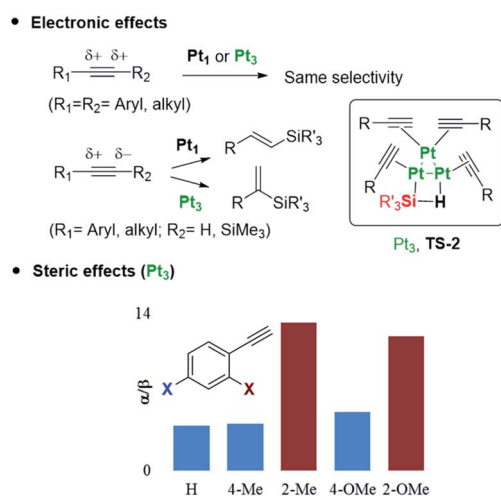 • Electronic effects
δ+ δ+
R1 R2
Pt1 or Pt3
Same selectivity
(R1=R2= Aryl, alkyl)
δ+ δ-
R1 R2
Pt1
R SiR'3
Pt3
R SiR'3
(R1= Aryl, alkyl; R2= H, SiMe3)
R R
Pt
R Pt Pt R
R'3Si H
Pt3, TS-2
• Steric effects (Pt3)
14
α/β
0
X X
H 4-Me 2-Me 4-OMe 2-OMe